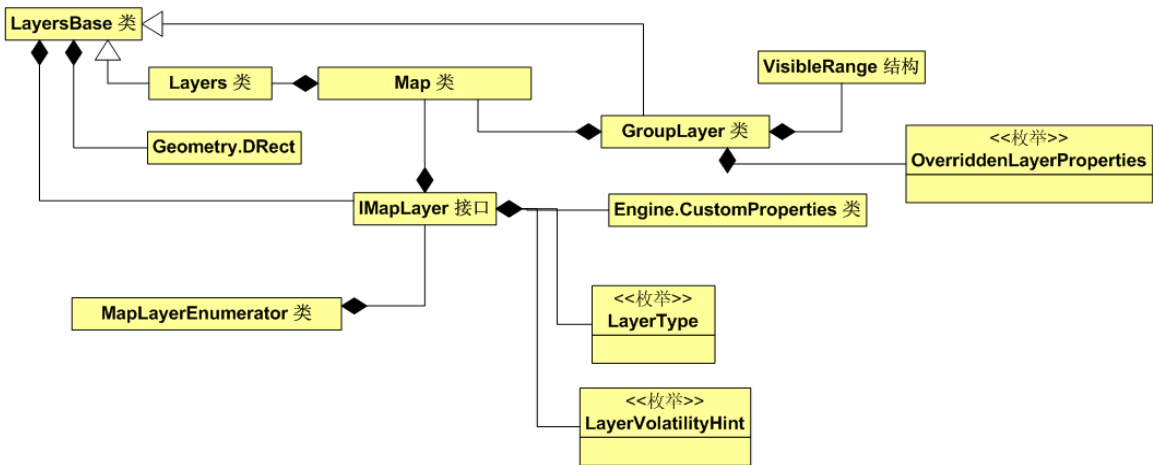 LayersBase 类
Layers 类
Map 类
VisibleRange 结构
GroupLayer 类
Geometry.DRect
<<枚举>>
OverriddenLayerProperties
IMapLayer 接口
Engine.CustomProperties 类
MapLayerEnumerator 类
<<枚举>>
LayerType
<<枚举>>
LayerVolatilityHint